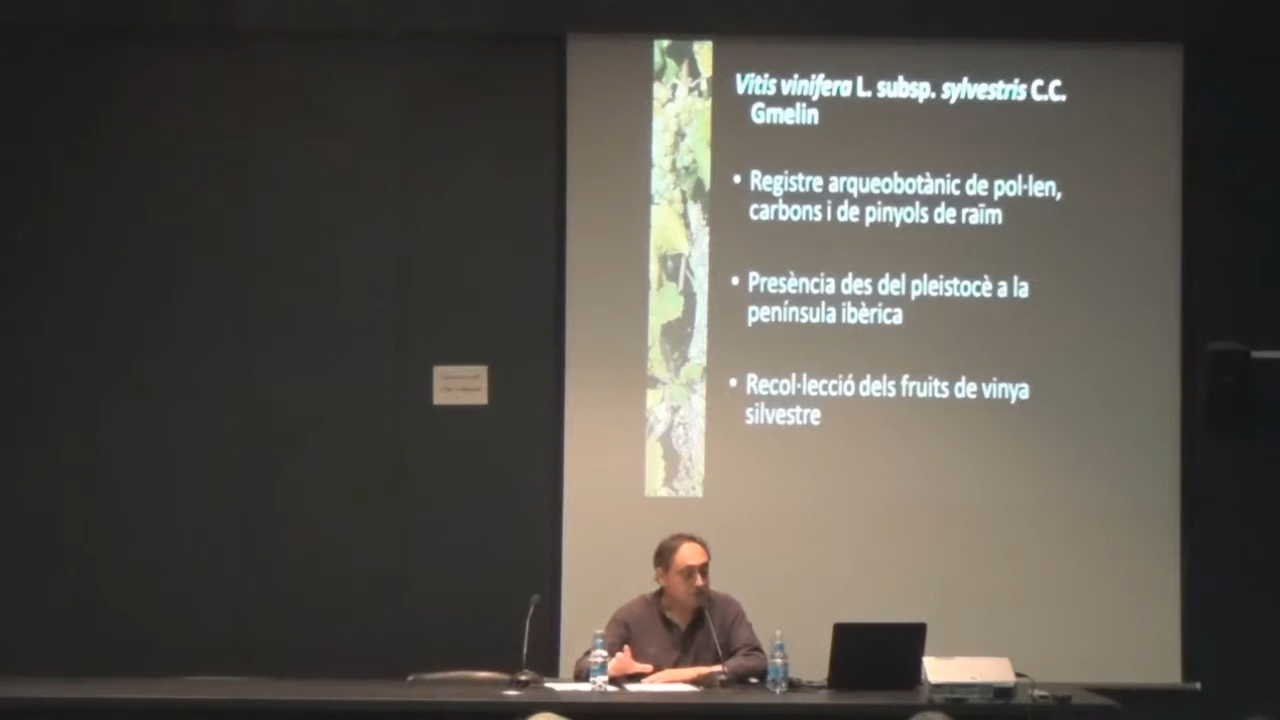 Vitis vinifera L. subsp. sylvestris C.C.
Gmelin
• Registre arqueobotànic de pol·len,
carbons i de pinyols de raïm
• Presència des del pleistocè a la
península ibèrica
• Recol·lecció dels fruits de vinya
silvestre